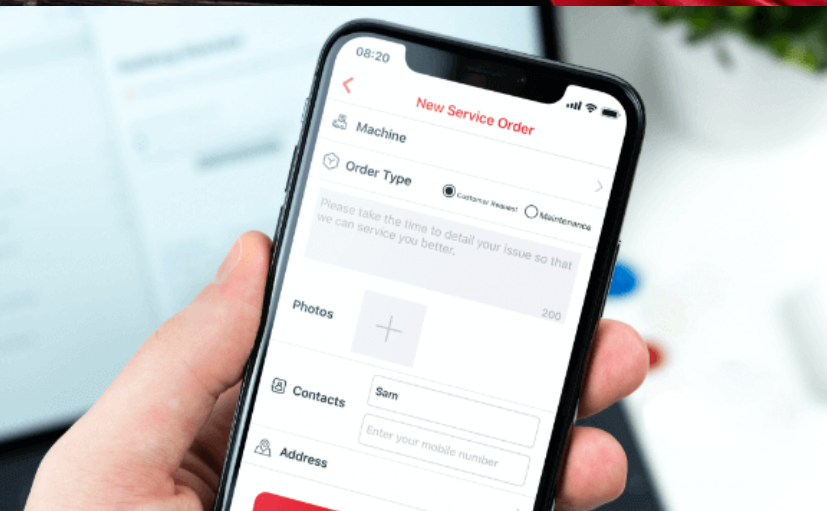 08:20
New Service Order
Machine
Order Type
Customer Request
Maintenance
Please take the time to detail your issue so that
we can service you better.
200
Photos
Contacts
Sam
Enter your mobile number
Address